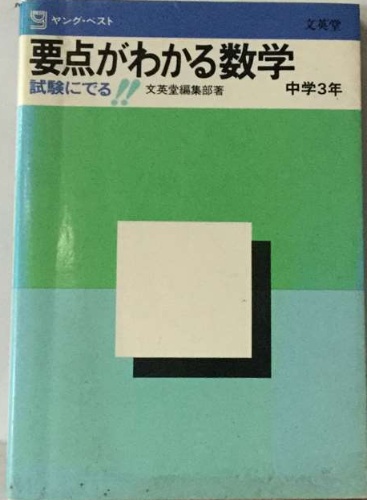 ヤング・ベスト 文英堂
要点がわかる数学
試験にでる!! 文英堂編集部著 中学3年